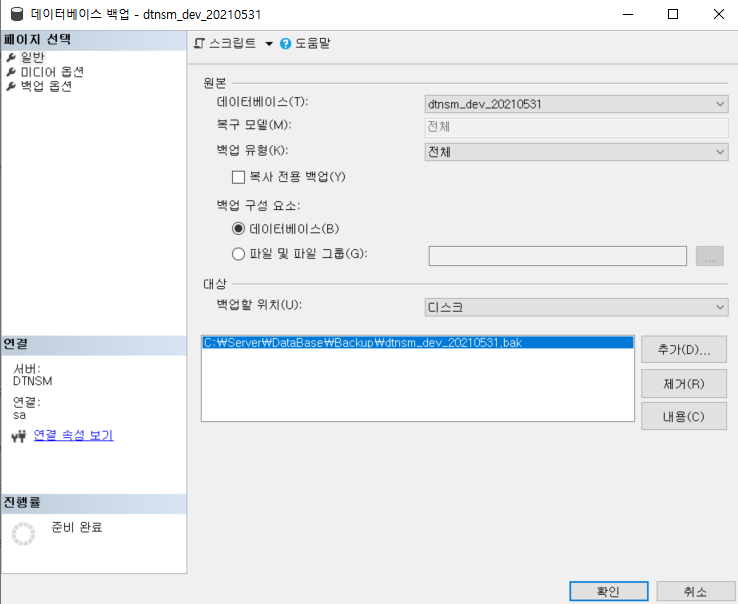 데이터베이스 백업 - dtnsm_dev_20210531
페이지 선택
일반
미디어 옵션
백업 옵션
스크립트
도움말
원본
데이터베이스(T):
dtnsm_dev_20210531
복구 모델(M):
전체
백업 유형(K):
전체
복사 전용 백업(Y)
백업 구성 요소:
데이터베이스(B)
파일 및 파일 그룹(G):
...
대상
백업할 위치(U):
디스크
C:₩Server₩DataBase₩Backup₩dtnsm_dev_20210531.bak
추가(D)...
제거(R)
내용(C)
연결
서버:
DTNSM
연결:
sa
연결 속성 보기
진행률
준비 완료
확인
취소